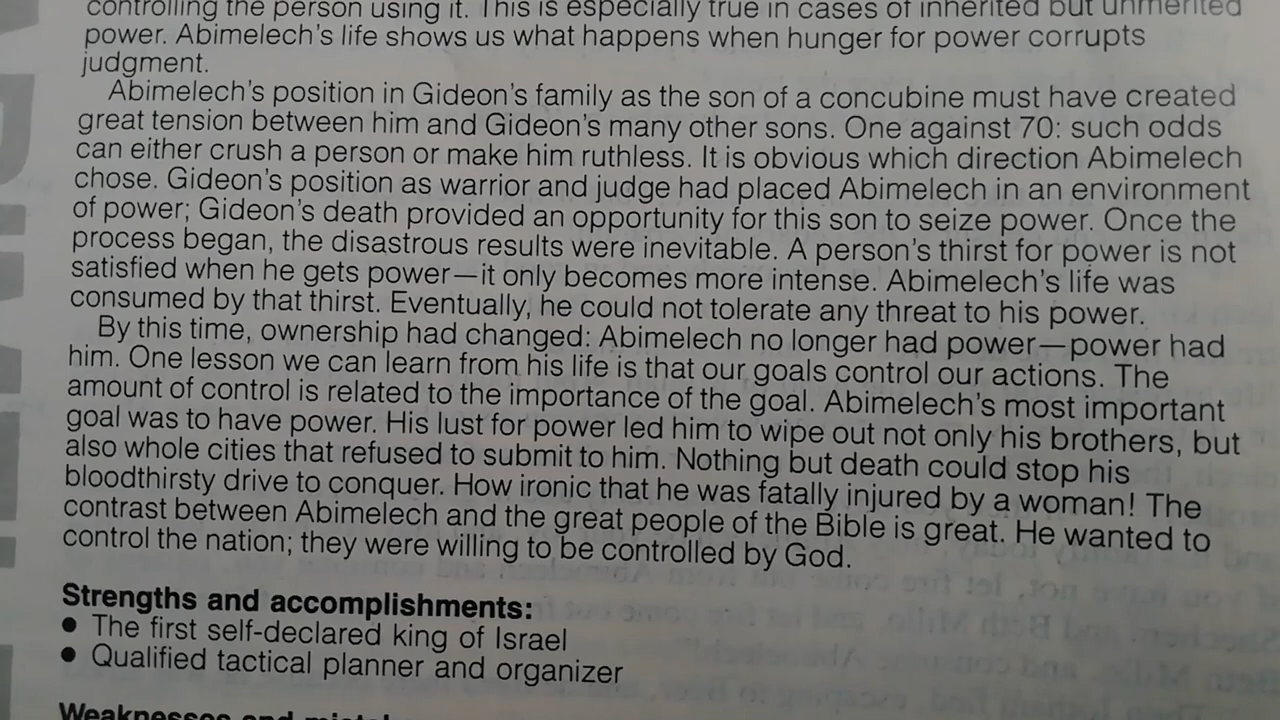 controlling the person using it. This is especially true in cases of inherited but unmerited
power. Abimelech's life shows us what happens when hunger for power corrupts
judgment.
Abimelech's position in Gideon's family as the son of a concubine must have created
great tension between him and Gideon's many other sons. One against 70: such odds
can either crush a person or make him ruthless. It is obvious which direction Abimelech
chose. Gideon's position as warrior and judge had placed Abimelech in an environment
of power; Gideon's death provided an opportunity for this son to seize power. Once the
process began, the disastrous results were inevitable. A person's thirst for power is not
satisfied when he gets power—it only becomes more intense. Abimelech's life was
consumed by that thirst. Eventually, he could not tolerate any threat to his power.
By this time, ownership had changed: Abimelech no longer had power—power had
him. One lesson we can learn from his life is that our goals control our actions. The
amount of control is related to the importance of the goal. Abimelech's most important
goal was to have power. His lust for power led him to wipe out not only his brothers, but
also whole cities that refused to submit to him. Nothing but death could stop his
bloodthirsty drive to conquer. How ironic that he was fatally injured by a woman! The
contrast between Abimelech and the great people of the Bible is great. He wanted to
control the nation; they were willing to be controlled by God.
Strengths and accomplishments:
● The first self-declared king of Israel
● Qualified tactical planner and organizer
Weaknesses and